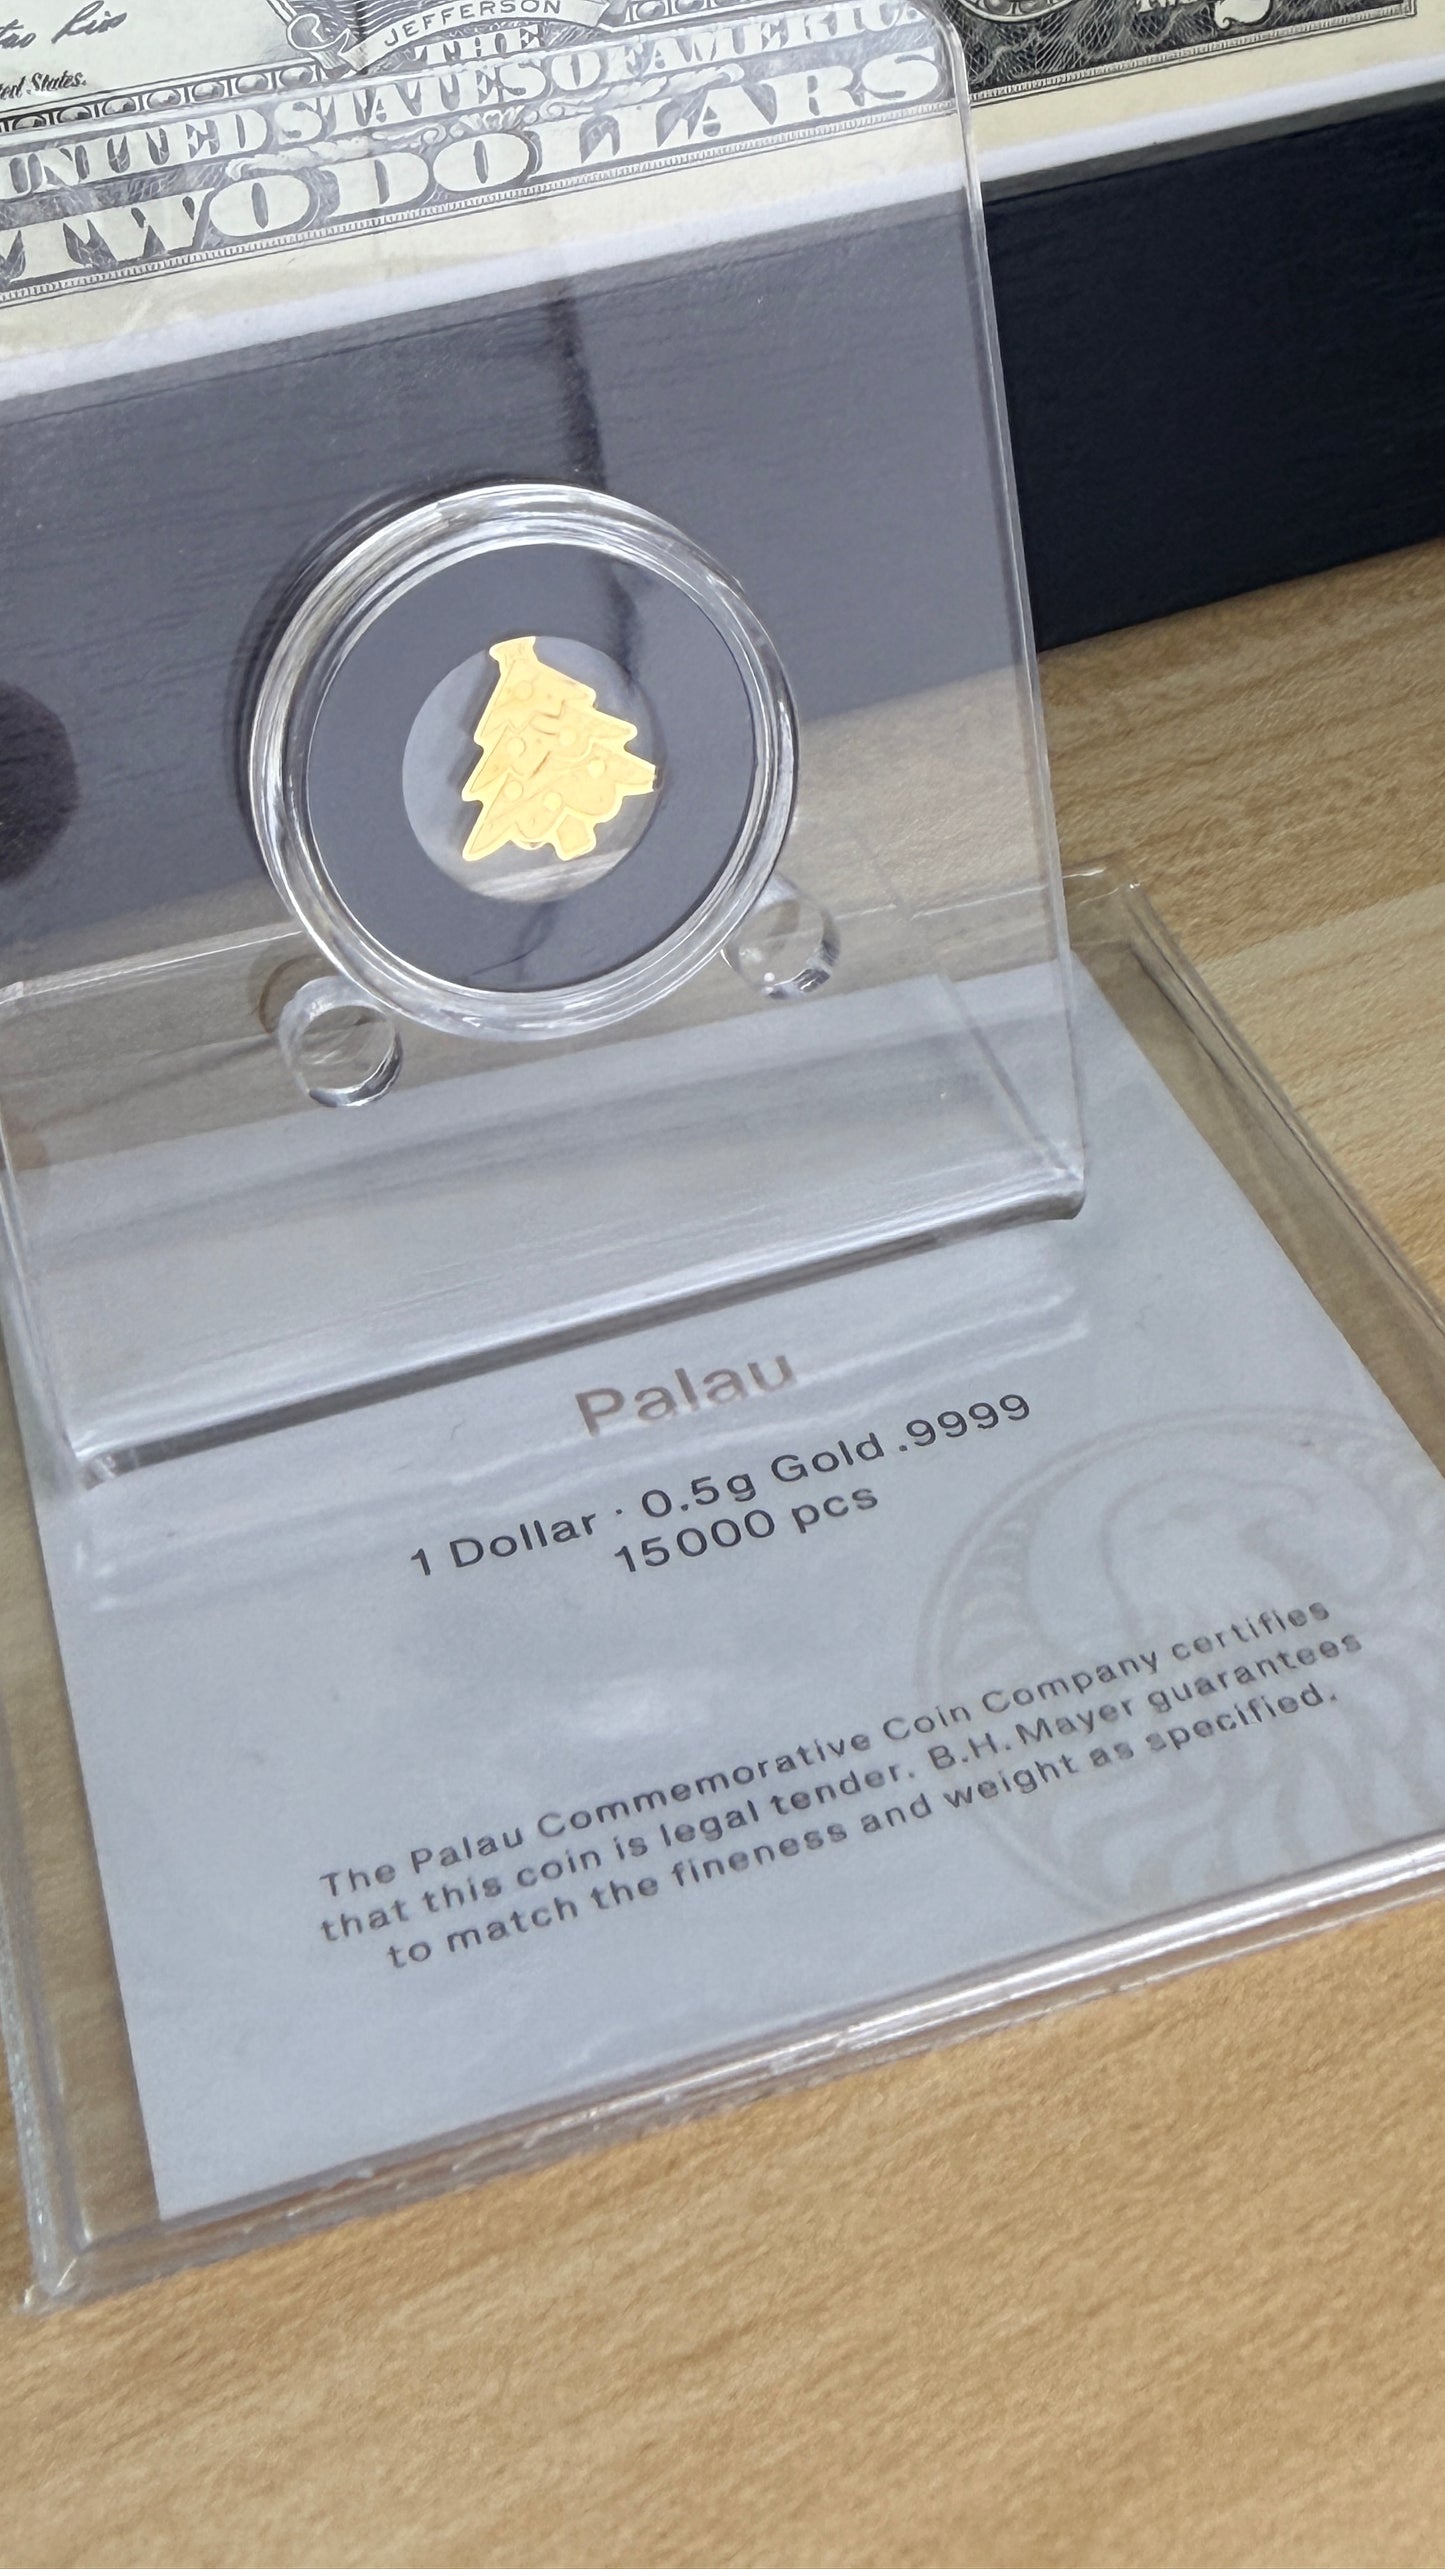 ted States.
JEFFERSON
THE
UNITED STATES OF AMERICA
TWO DOLLARS
Palau
1 Dollar · 0.5g Gold .9999
15000 pcs
The Palau Commemorative Coin Company certifies
that this coin is legal tender. B.H. Mayer guarantees
to match the fineness and weight as specified.